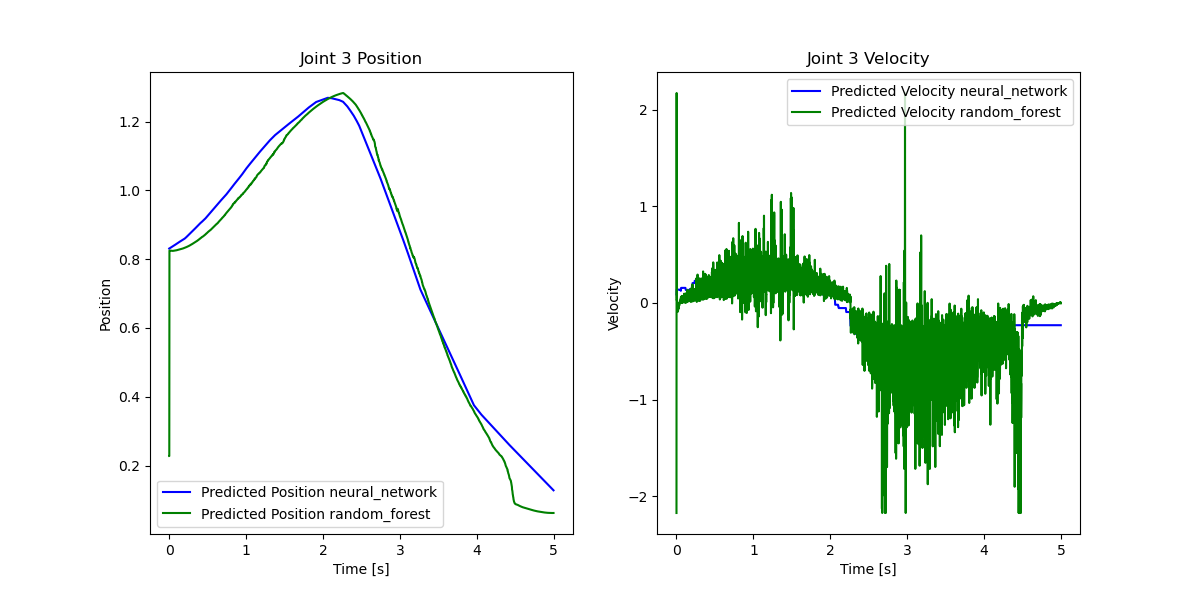 Joint 3 Position
Position
1.2
1.0
0.8
0.6
0.4
0.2
Predicted Position neural_network
Predicted Position random_forest
0 1 2 3 4 5
Time [s]
Joint 3 Velocity
Velocity
2
1
0
−1
−2
Predicted Velocity neural_network
Predicted Velocity random_forest
0 1 2 3 4 5
Time [s]